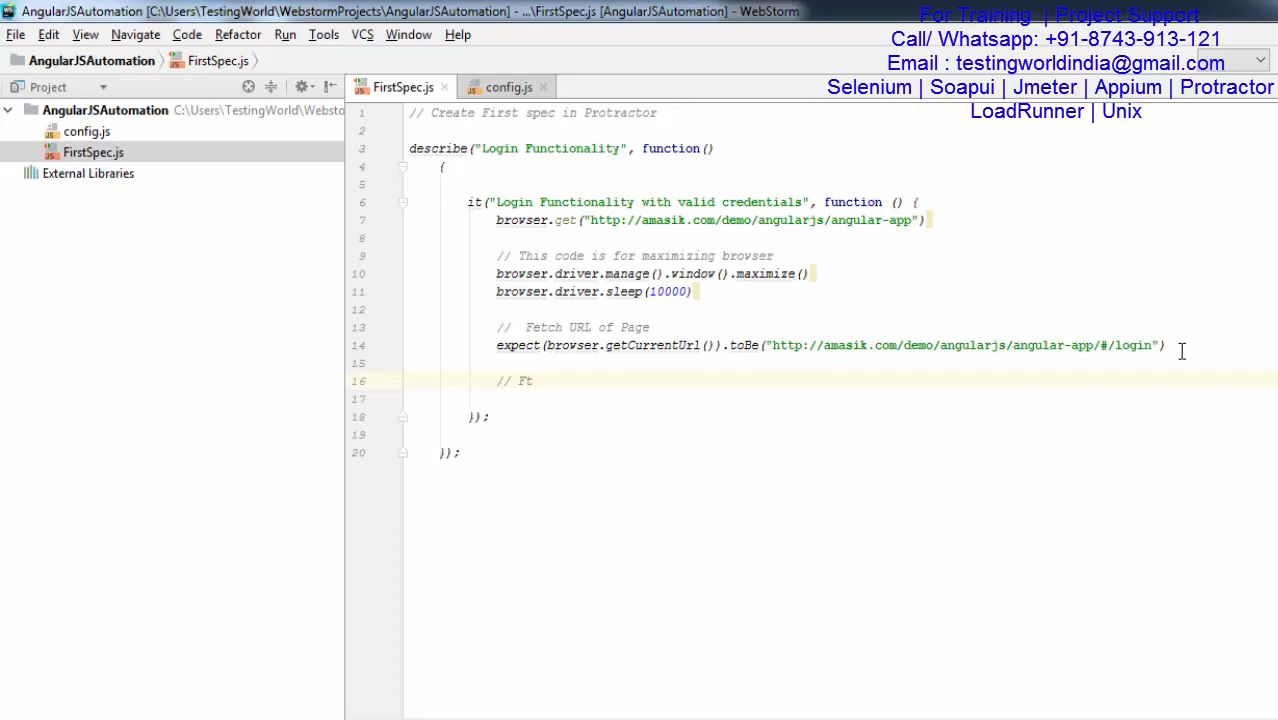 AngularJSAutomation [C:\Users\TestingWorld\WebstormProjects\AngularJSAutomation] - ...\FirstSpec.js [AngularJSAutomation] - WebStorm
For Training | Project Support
File Edit View Navigate Code Refactor Run Tools VCS Window Help
Call/ Whatsapp: +91-8743-913-121
AngularJSAutomation FirstSpec.js
Email : testingworldindia@gmail.com
Project
FirstSpec.js config.js
Selenium | Soapui | Jmeter | Appium | Protractor
LoadRunner | Unix
AngularJSAutomation C:\Users\TestingWorld\Websto
config.js
FirstSpec.js
External Libraries
1 // Create First spec in Protractor
2
3 describe("Login Functionality", function()
4 {
5
6 it("Login Functionality with valid credentials", function () {
7 browser.get("http://amasik.com/demo/angularjs/angular-app")
8
9 // This code is for maximizing browser
10 browser.driver.manage().window().maximize()
11 browser.driver.sleep(10000)
12
13 // Fetch URL of Page
14 expect(browser.getCurrentUrl()).toBe("http://amasik.com/demo/angularjs/angular-app/#/login")
15
16 // Ft
17
18 });
19
20 });